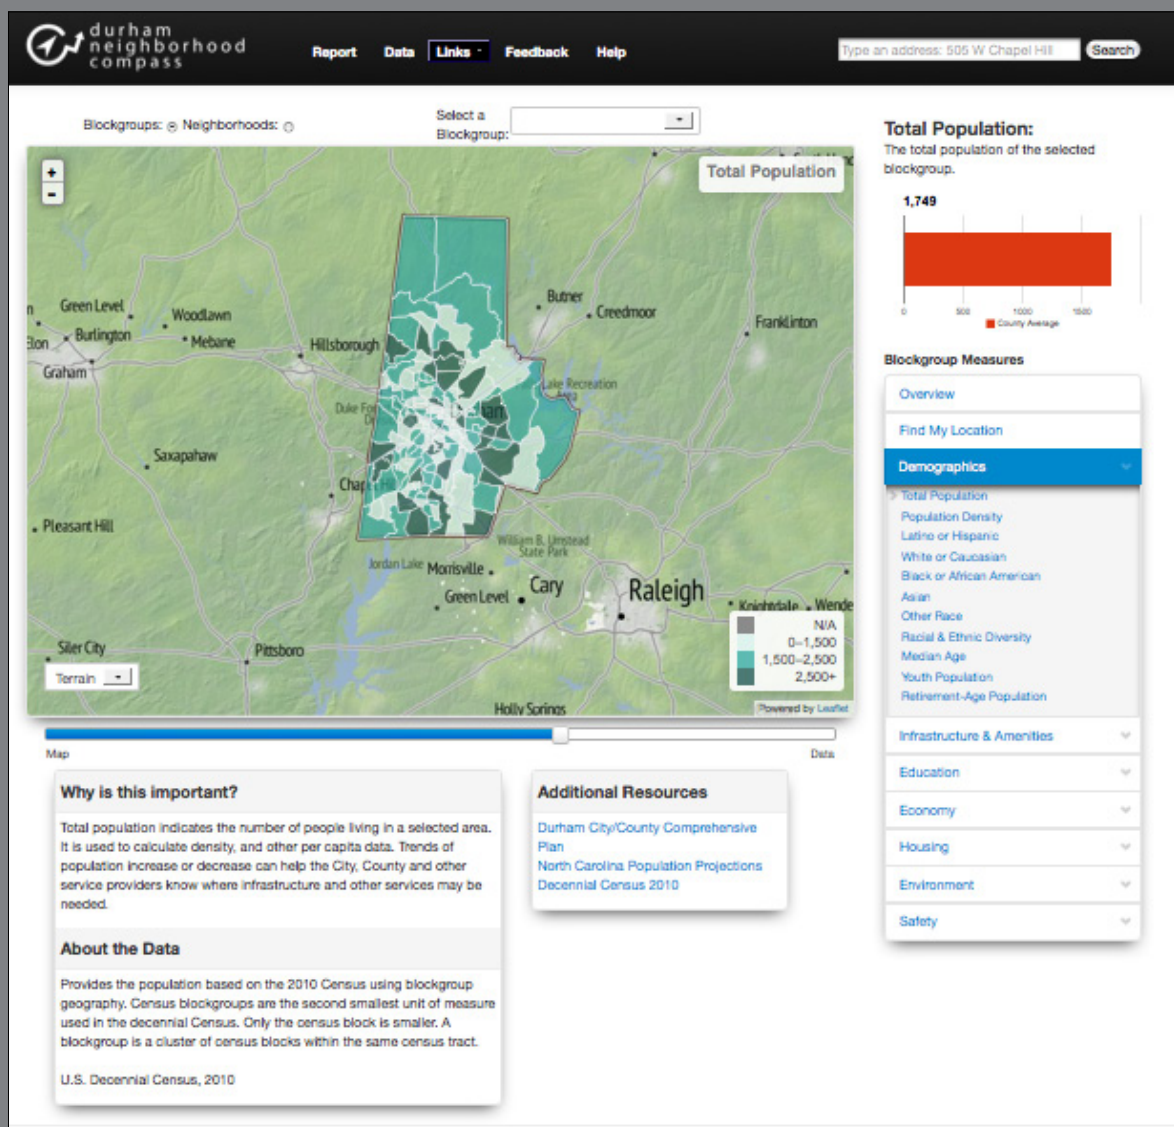 durham
neighborhood
compass
Report Data Links Feedback Help
Type an address: 505 W Chapel Hill Search
Blockgroups: Neighborhoods:
Select a
Blockgroup:
+
-
Total Population
Butner
Creedmoor
Franklinton
Green Level
Woodlawn
Burlington
Mebane
Hillsborough
Graham
Lake Recreation
Area
Duke
Saxapahaw
Pleasant Hill
William B. Umstead
State Park
Jordan Lake
Morrisville
Green Level
Cary
Raleigh
Knightdale
Siler City
Pittsboro
Holly Springs
Terrain
N/A
0–1,500
1,500–2,500
2,500+
Powered by Leaflet
Map
Data
Total Population:
The total population of the selected
blockgroup.
1,749
0 500 1000 1500
County Average
Blockgroup Measures
Overview
Find My Location
Demographics
Total Population
Population Density
Latino or Hispanic
White or Caucasian
Black or African American
Asian
Other Race
Racial & Ethnic Diversity
Median Age
Youth Population
Retirement-Age Population
Infrastructure & Amenities
Education
Economy
Housing
Environment
Safety
Why is this important?
Total population indicates the number of people living in a selected area.
It is used to calculate density, and other per capita data. Trends of
population increase or decrease can help the City, County and other
service providers know where infrastructure and other services may be
needed.
About the Data
Provides the population based on the 2010 Census using blockgroup
geography. Census blockgroups are the second smallest unit of measure
used in the decennial Census. Only the census block is smaller. A
blockgroup is a cluster of census blocks within the same census tract.
U.S. Decennial Census, 2010
Additional Resources
Durham City/County Comprehensive
Plan
North Carolina Population Projections
Decennial Census 2010